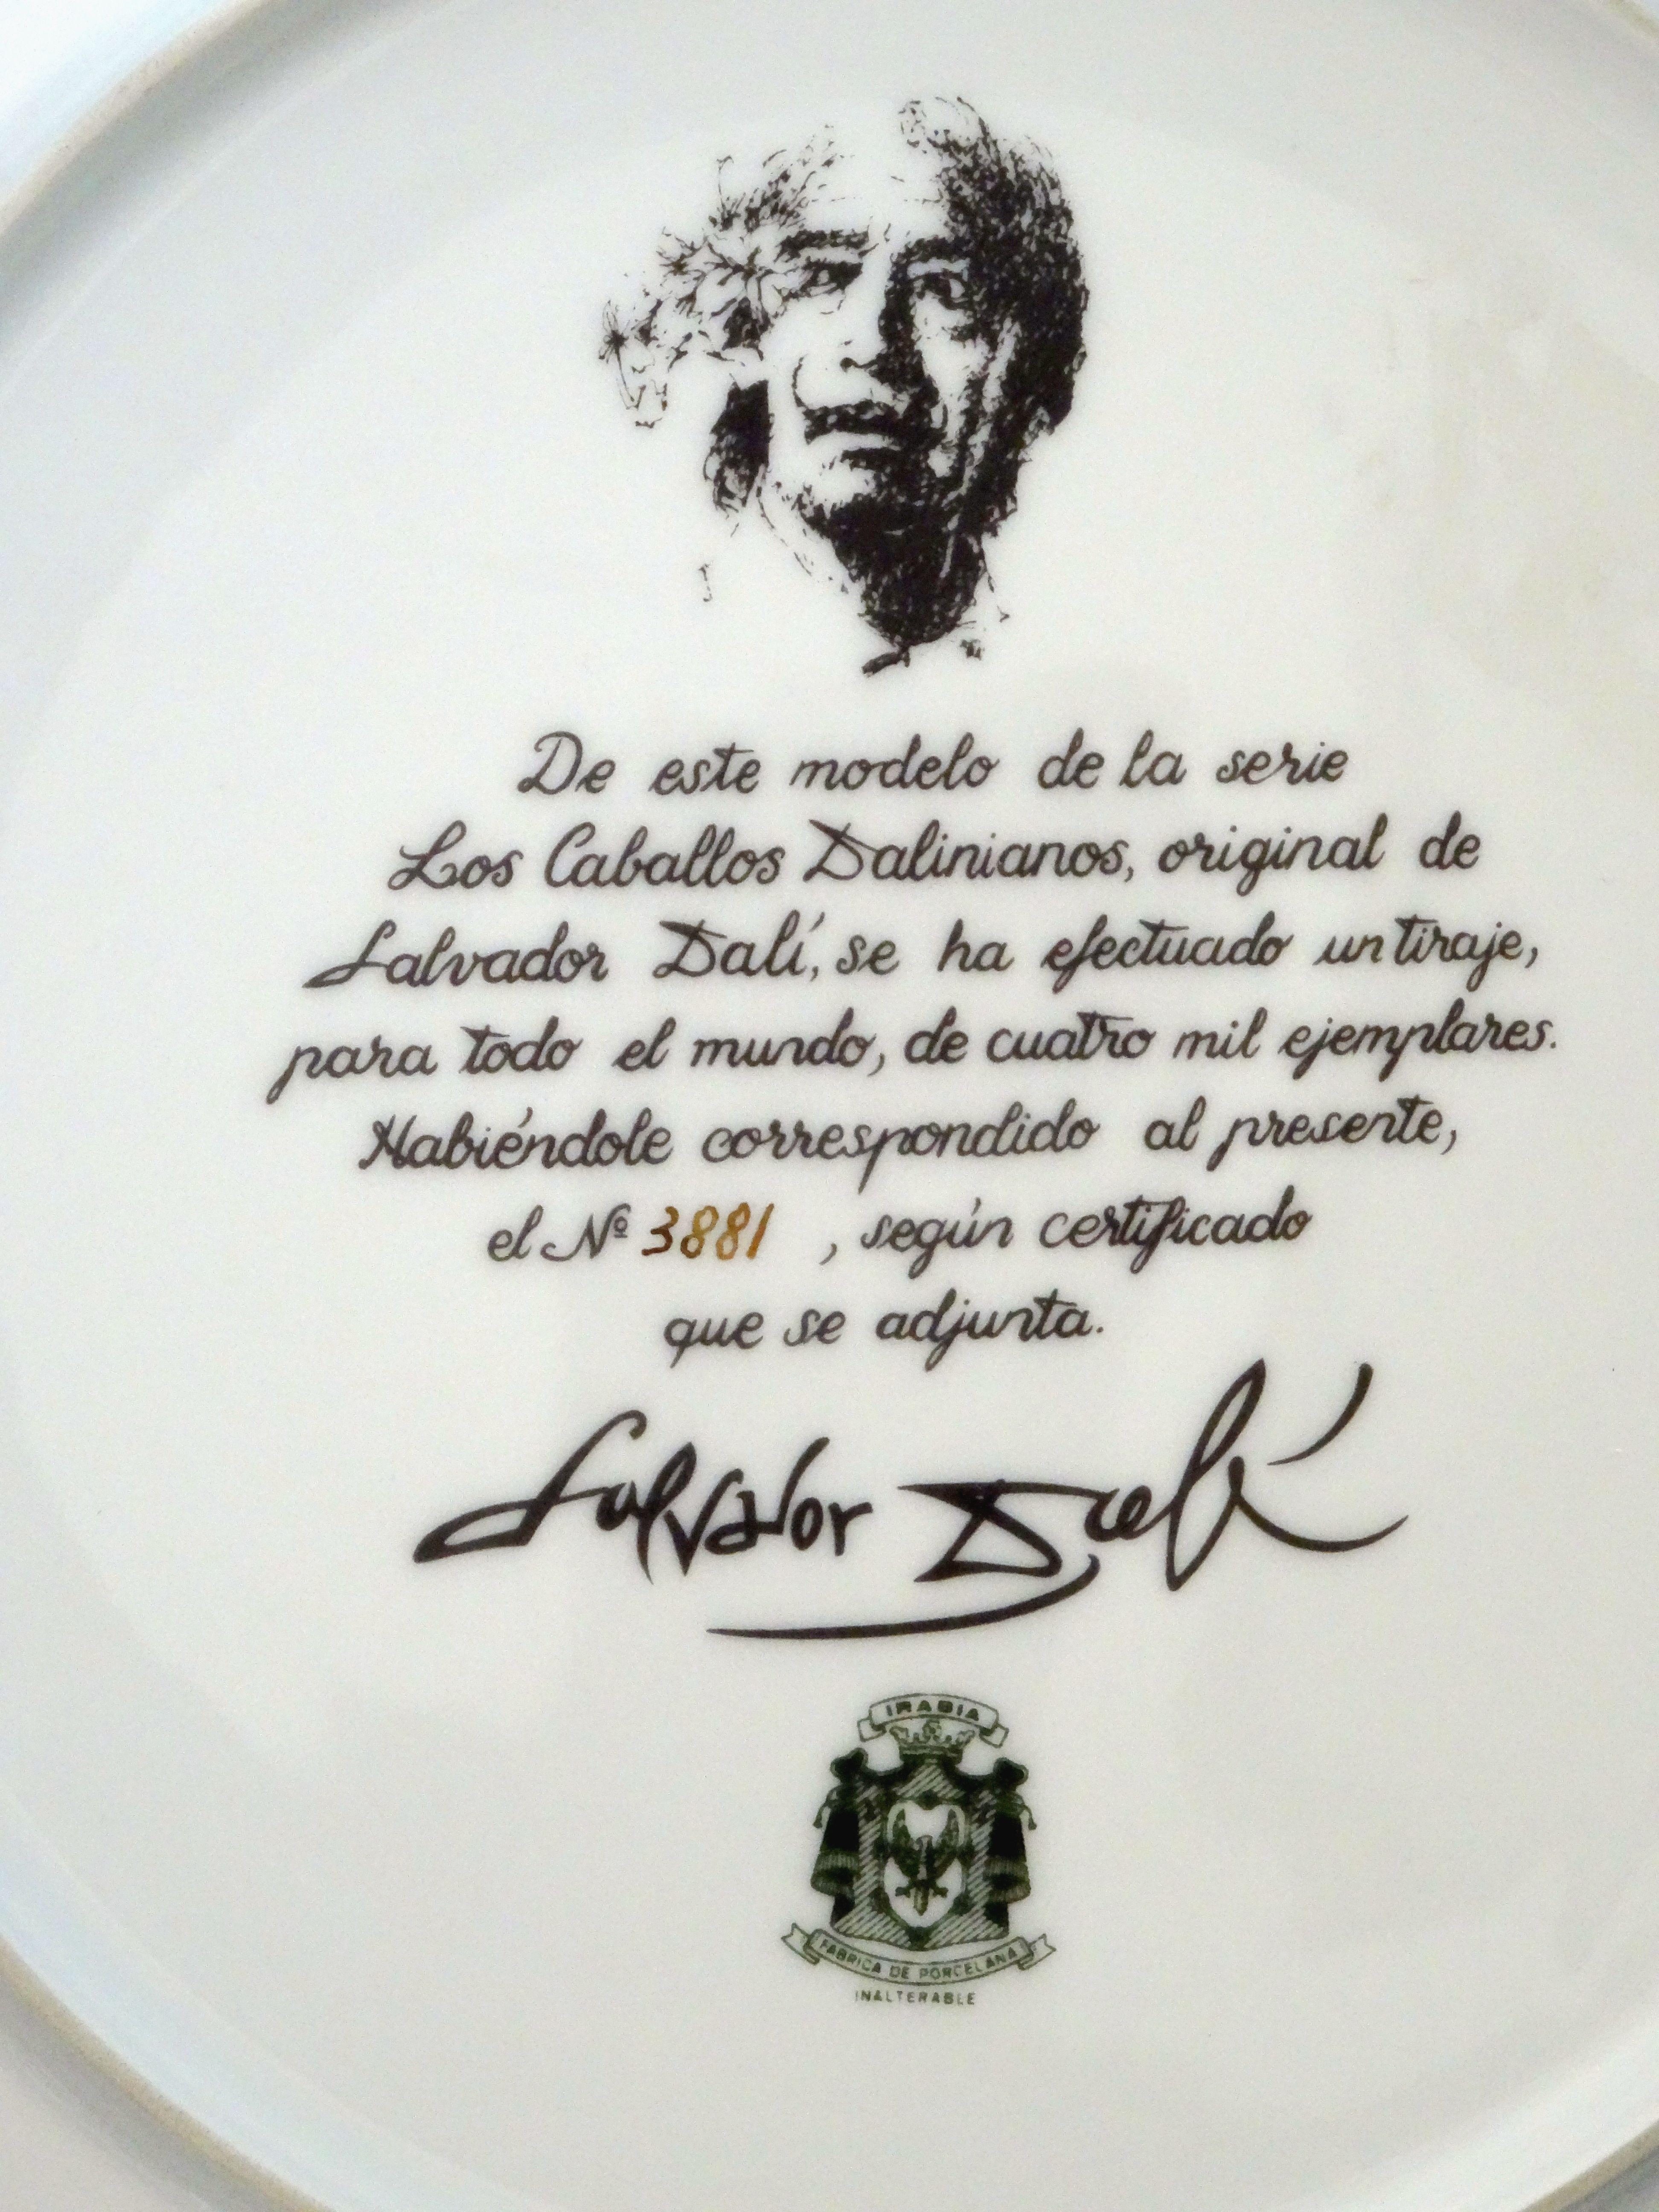 De este modelo de la serie
Los Caballos Dalinianos, original de
Salvador Dalí, se ha efectuado un tiraje,
para todo el mundo, de cuatro mil ejemplares.
Habiéndole correspondido al presente,
el Nº 3881 , según certificado
que se adjunta.
Salvador Dalí
IRABIA
FABRICA DE PORCELANA
INALTERABLE